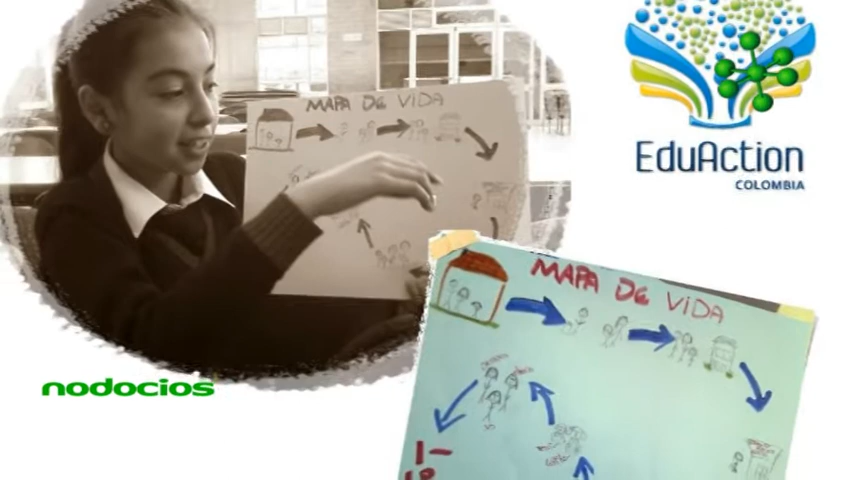 MAPA DE VIDA
EduAction
COLOMBIA
MAPA DE VIDA
nodocios